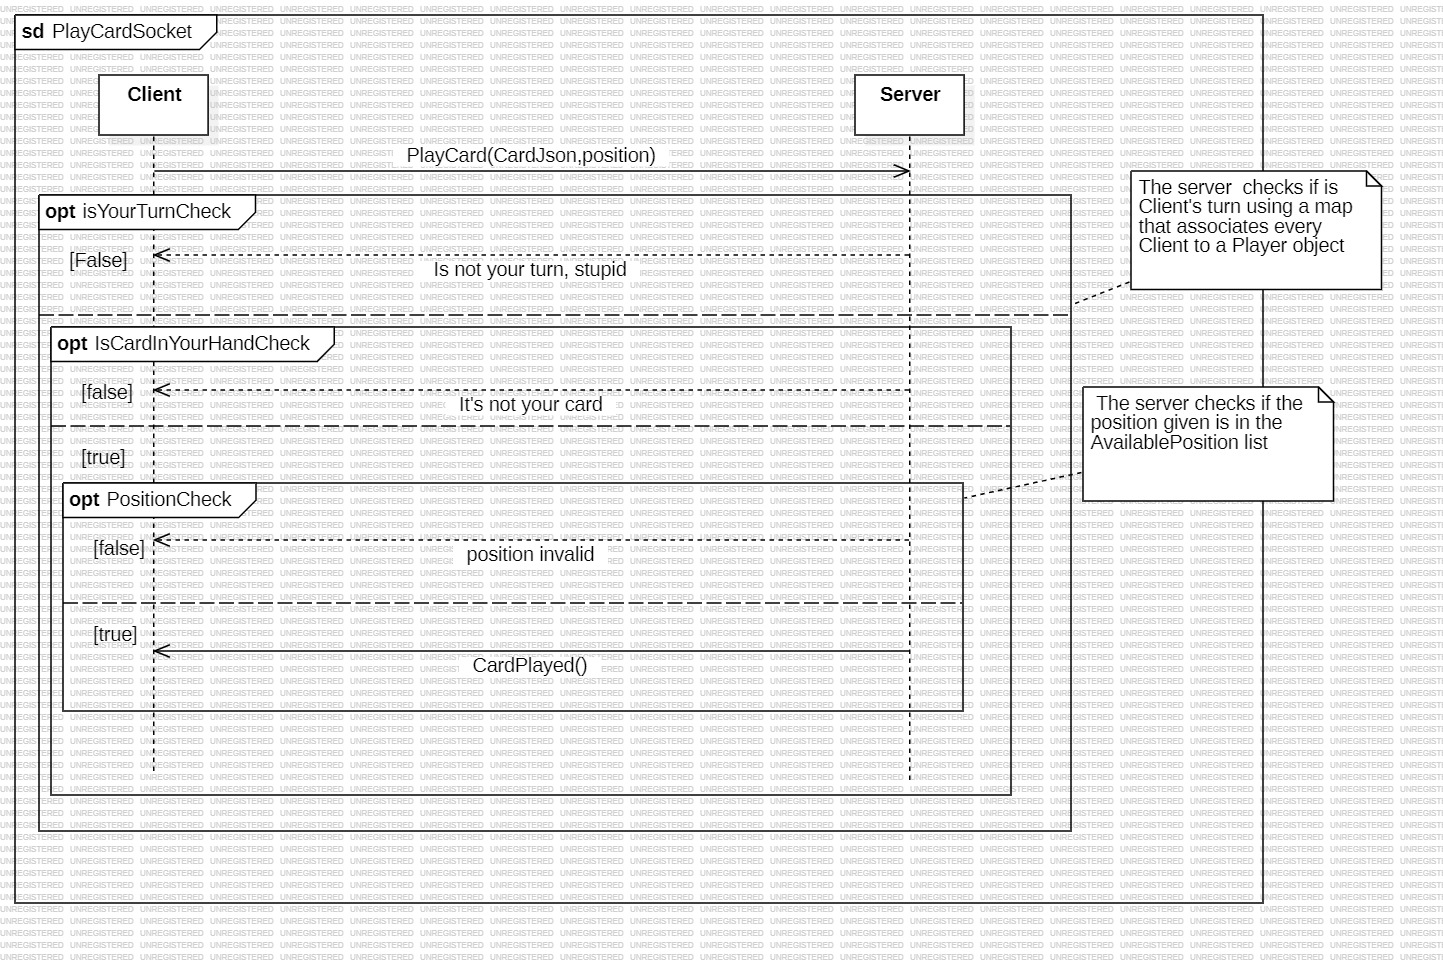 sd PlayCardSocket
Client
Server
PlayCard(CardJson,position)
The server  checks if is
Client's turn using a map
that associates every
Client to a Player object
opt isYourTurnCheck
[False]
Is not your turn, stupid
opt IsCardInYourHandCheck
[false]
It's not your card
The server checks if the
position given is in the
AvailablePosition list
[true]
opt PositionCheck
[false]
position invalid
[true]
CardPlayed()
UNREGISTERED